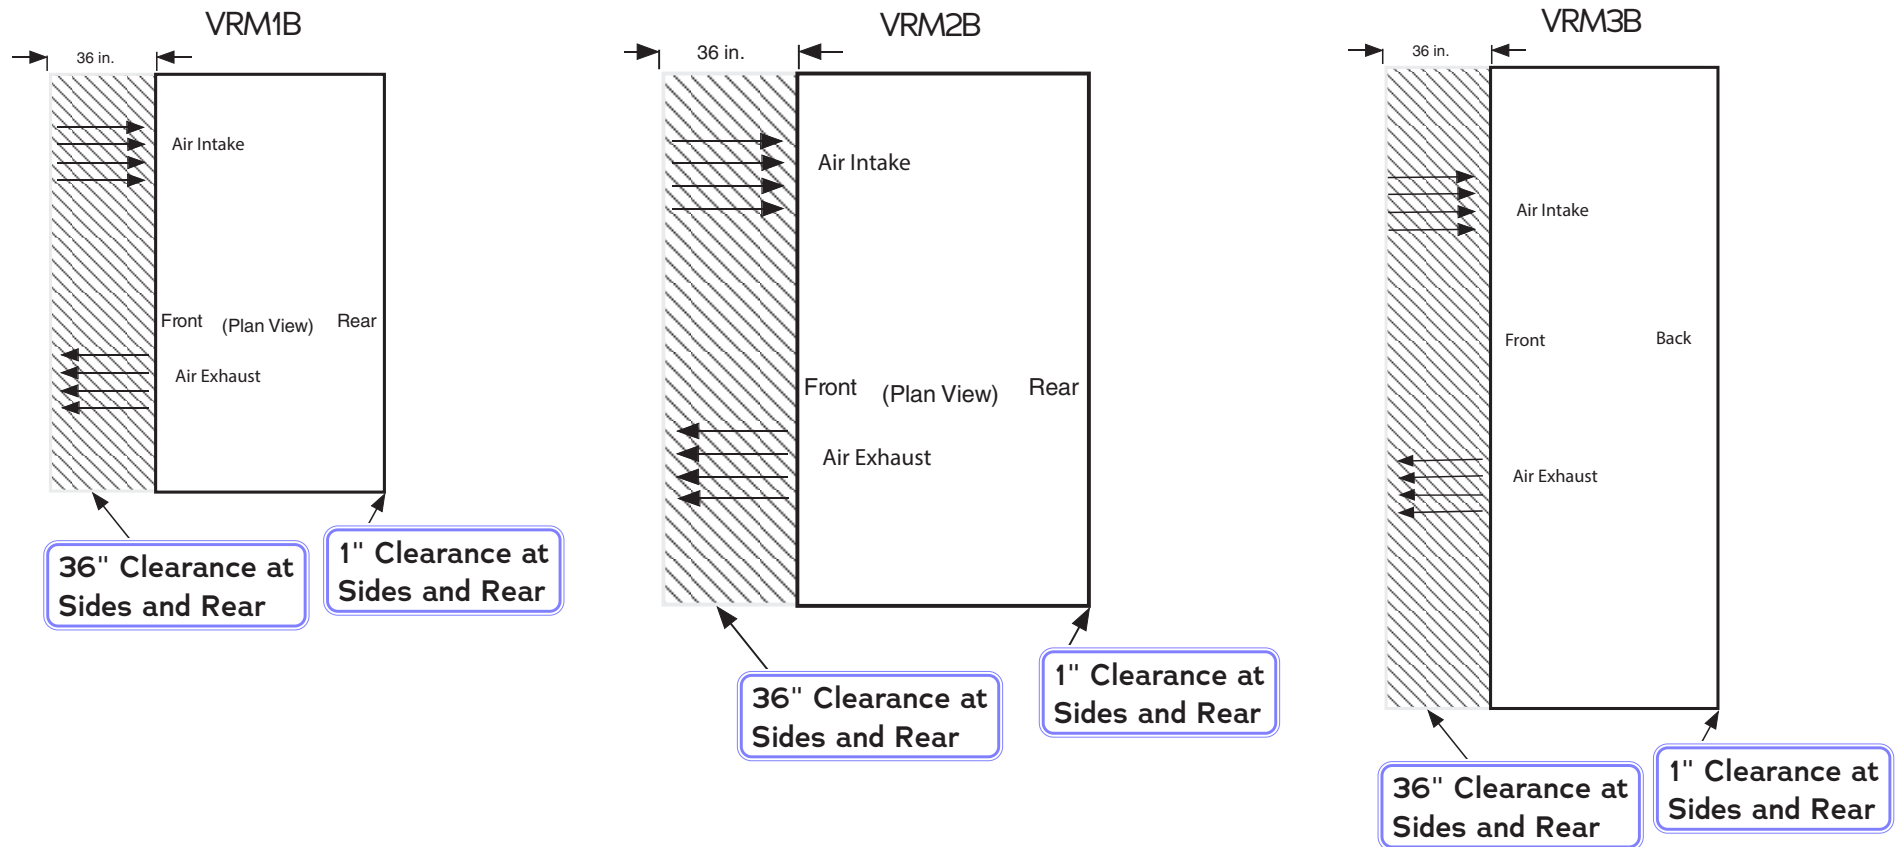 VRM1B
36 in.
Air Intake
Front (Plan View) Rear
Air Exhaust
36" Clearance at
Sides and Rear
1" Clearance at
Sides and Rear
VRM2B
36 in.
Air Intake
Front (Plan View) Rear
Air Exhaust
36" Clearance at
Sides and Rear
1" Clearance at
Sides and Rear
VRM3B
36 in.
Air Intake
Front Back
Air Exhaust
36" Clearance at
Sides and Rear
1" Clearance at
Sides and Rear